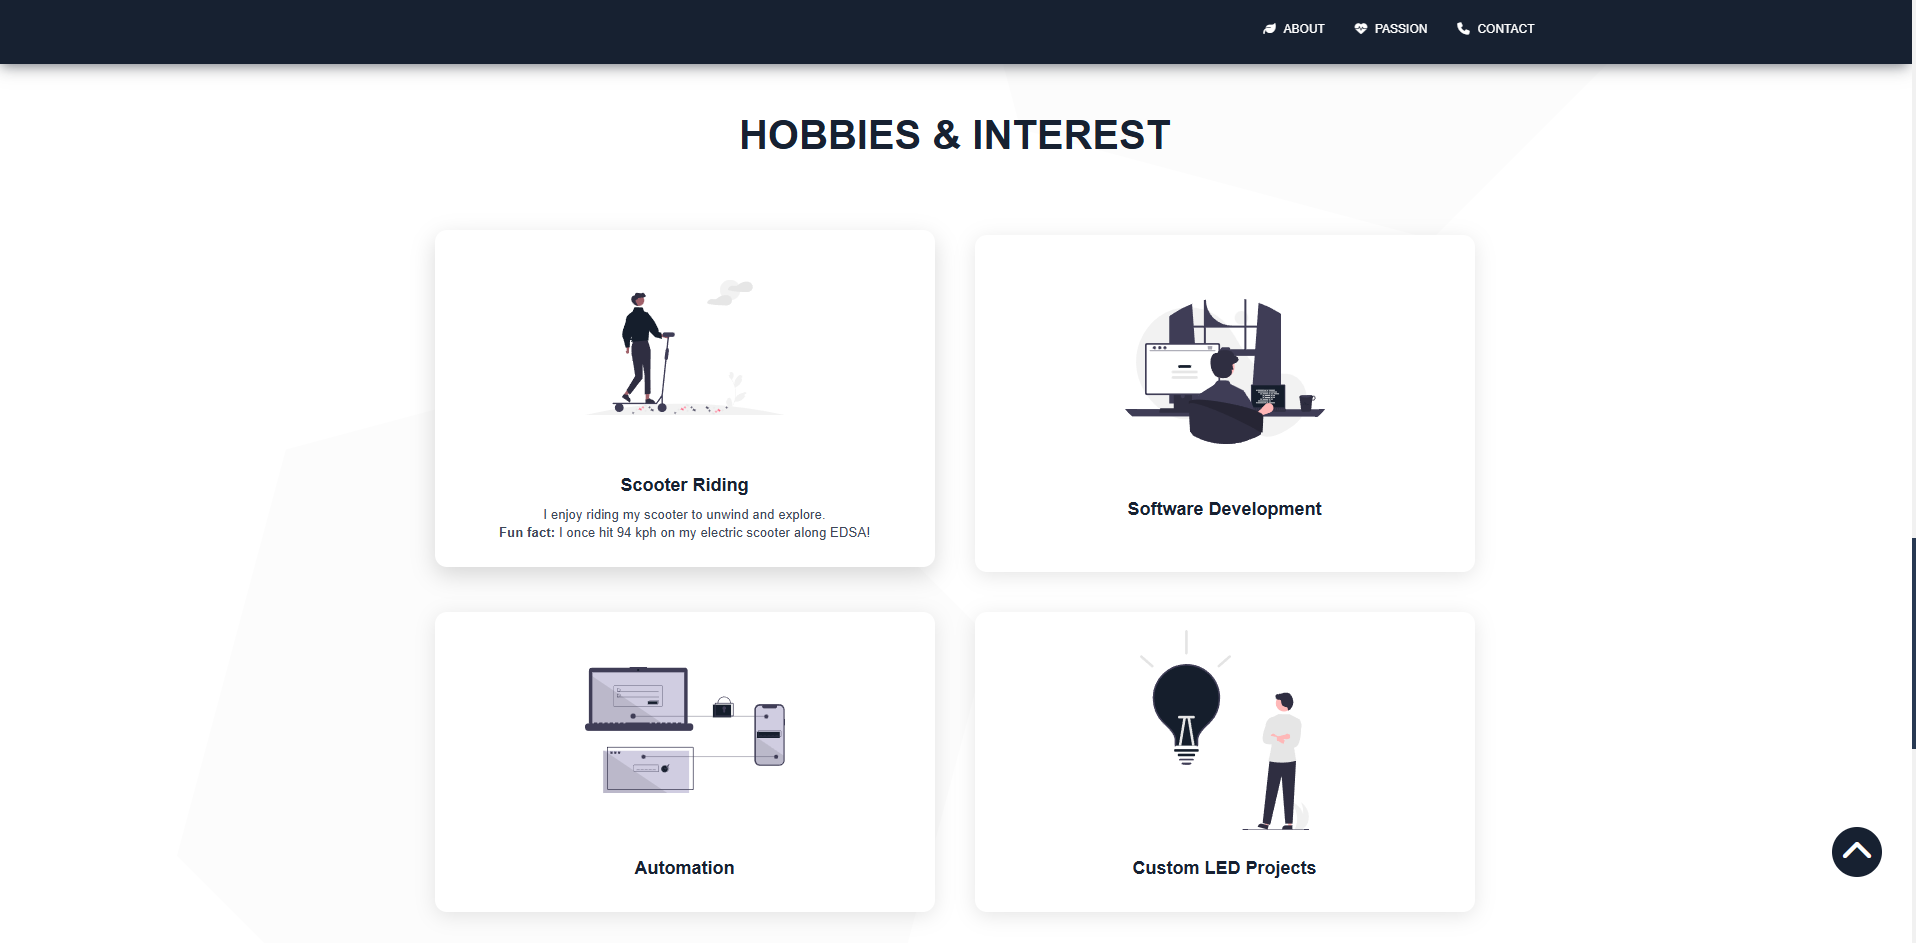 ABOUT
PASSION
CONTACT
HOBBIES & INTEREST
Scooter Riding
I enjoy riding my scooter to unwind and explore.
Fun fact: I once hit 94 kph on my electric scooter along EDSA!
Software Development
Automation
Custom LED Projects